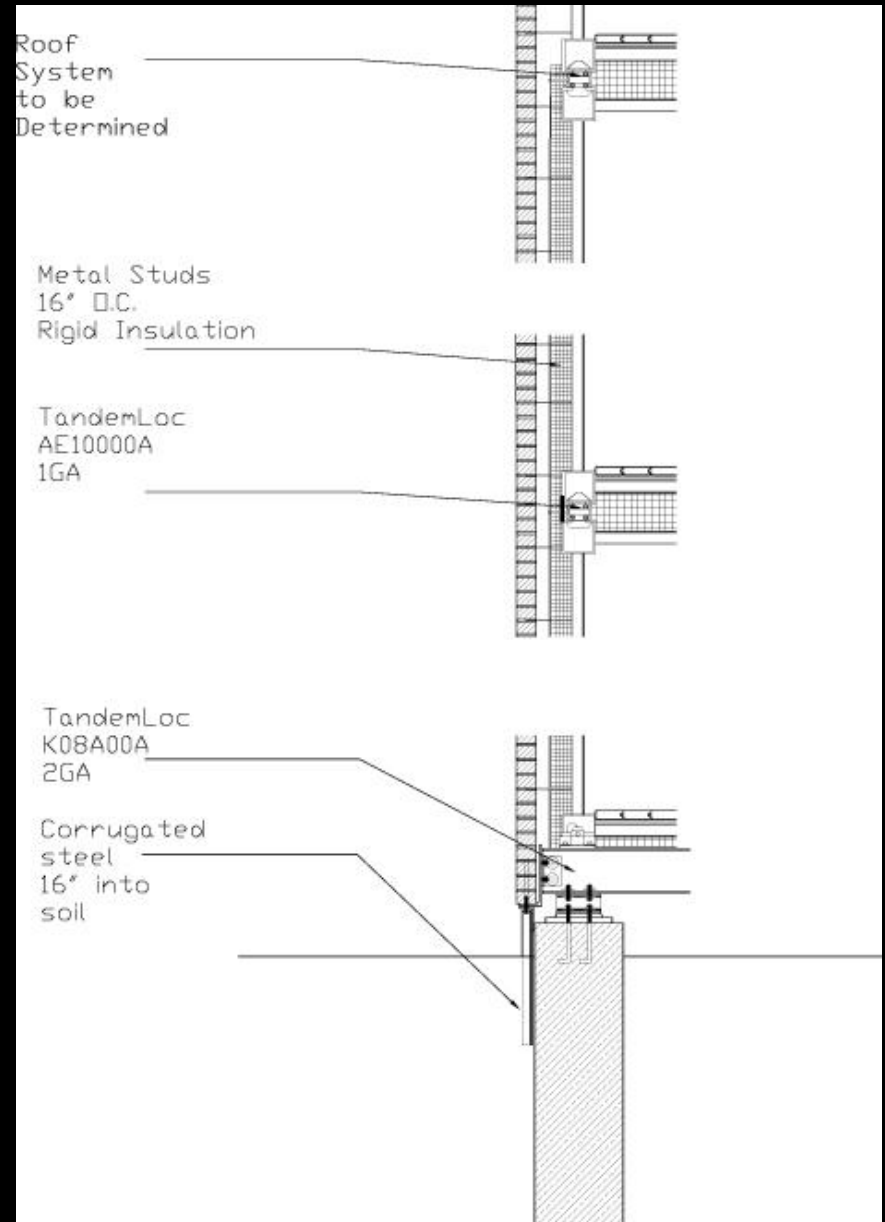 Roof
System
to be
Determined
Metal Studs
16" O.C.
Rigid Insulation
TandemLoc
AE10000A
1GA
TandemLoc
K08A00A
2GA
Corrugated
steel
16" into
soil